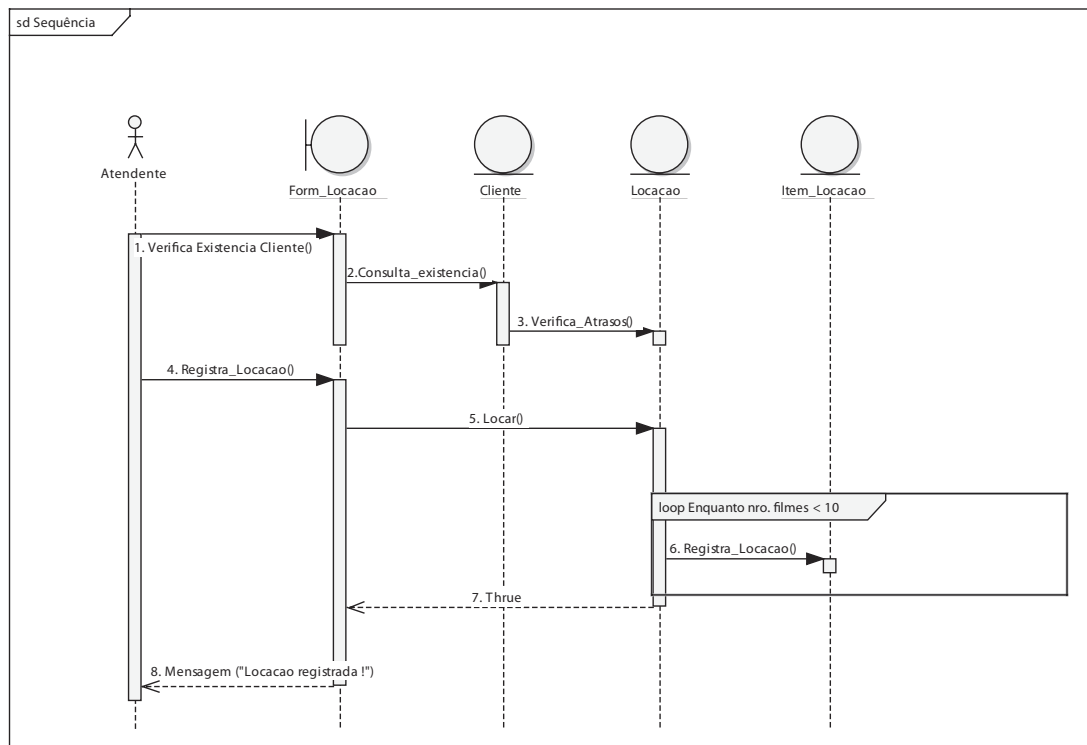 sd Sequência
Atendente
Form_Locacao
Cliente
Locacao
Item_Locacao
1. Verifica Existencia Cliente()
2.Consulta_existencia()
3. Verifica_Atrasos()
4. Registra_Locacao()
5. Locar()
loop Enquanto nro. filmes < 10
6. Registra_Locacao()
7. Thrue
8. Mensagem ("Locacao registrada !")